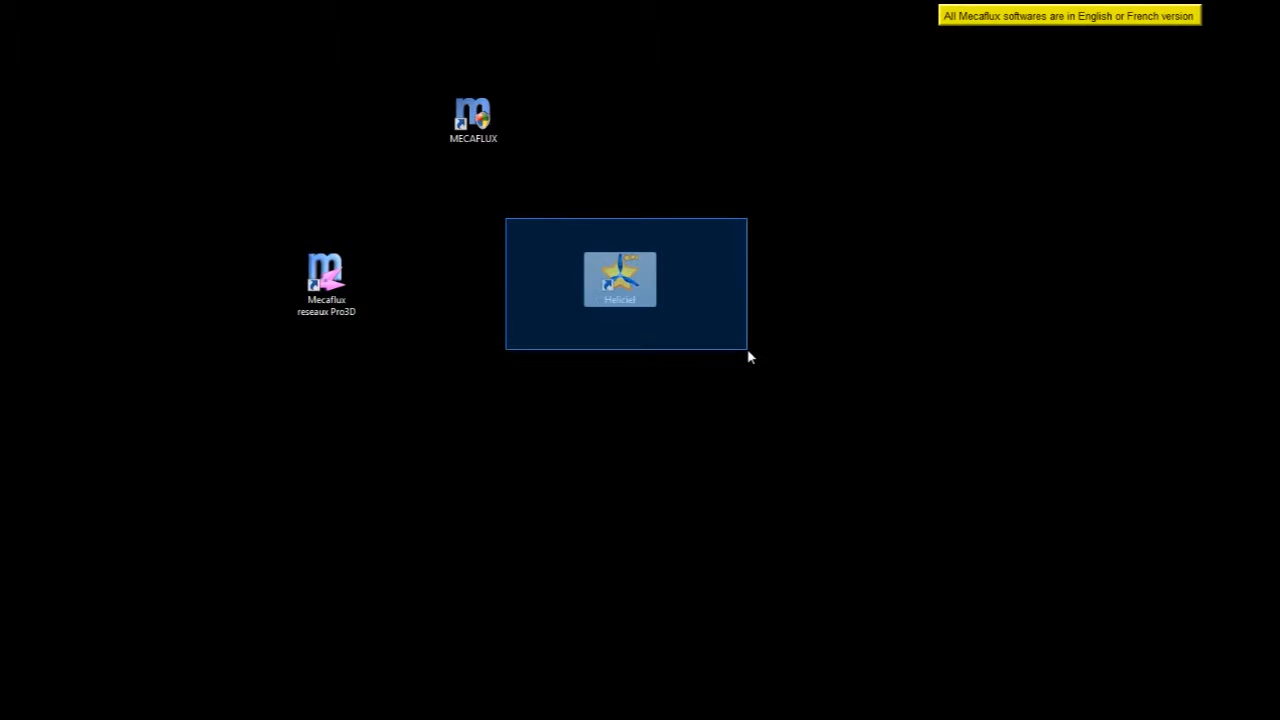 All Mecaflux softwares are in English or French version
MECAFLUX
Mecaflux
reseaux Pro3D
Heliciel